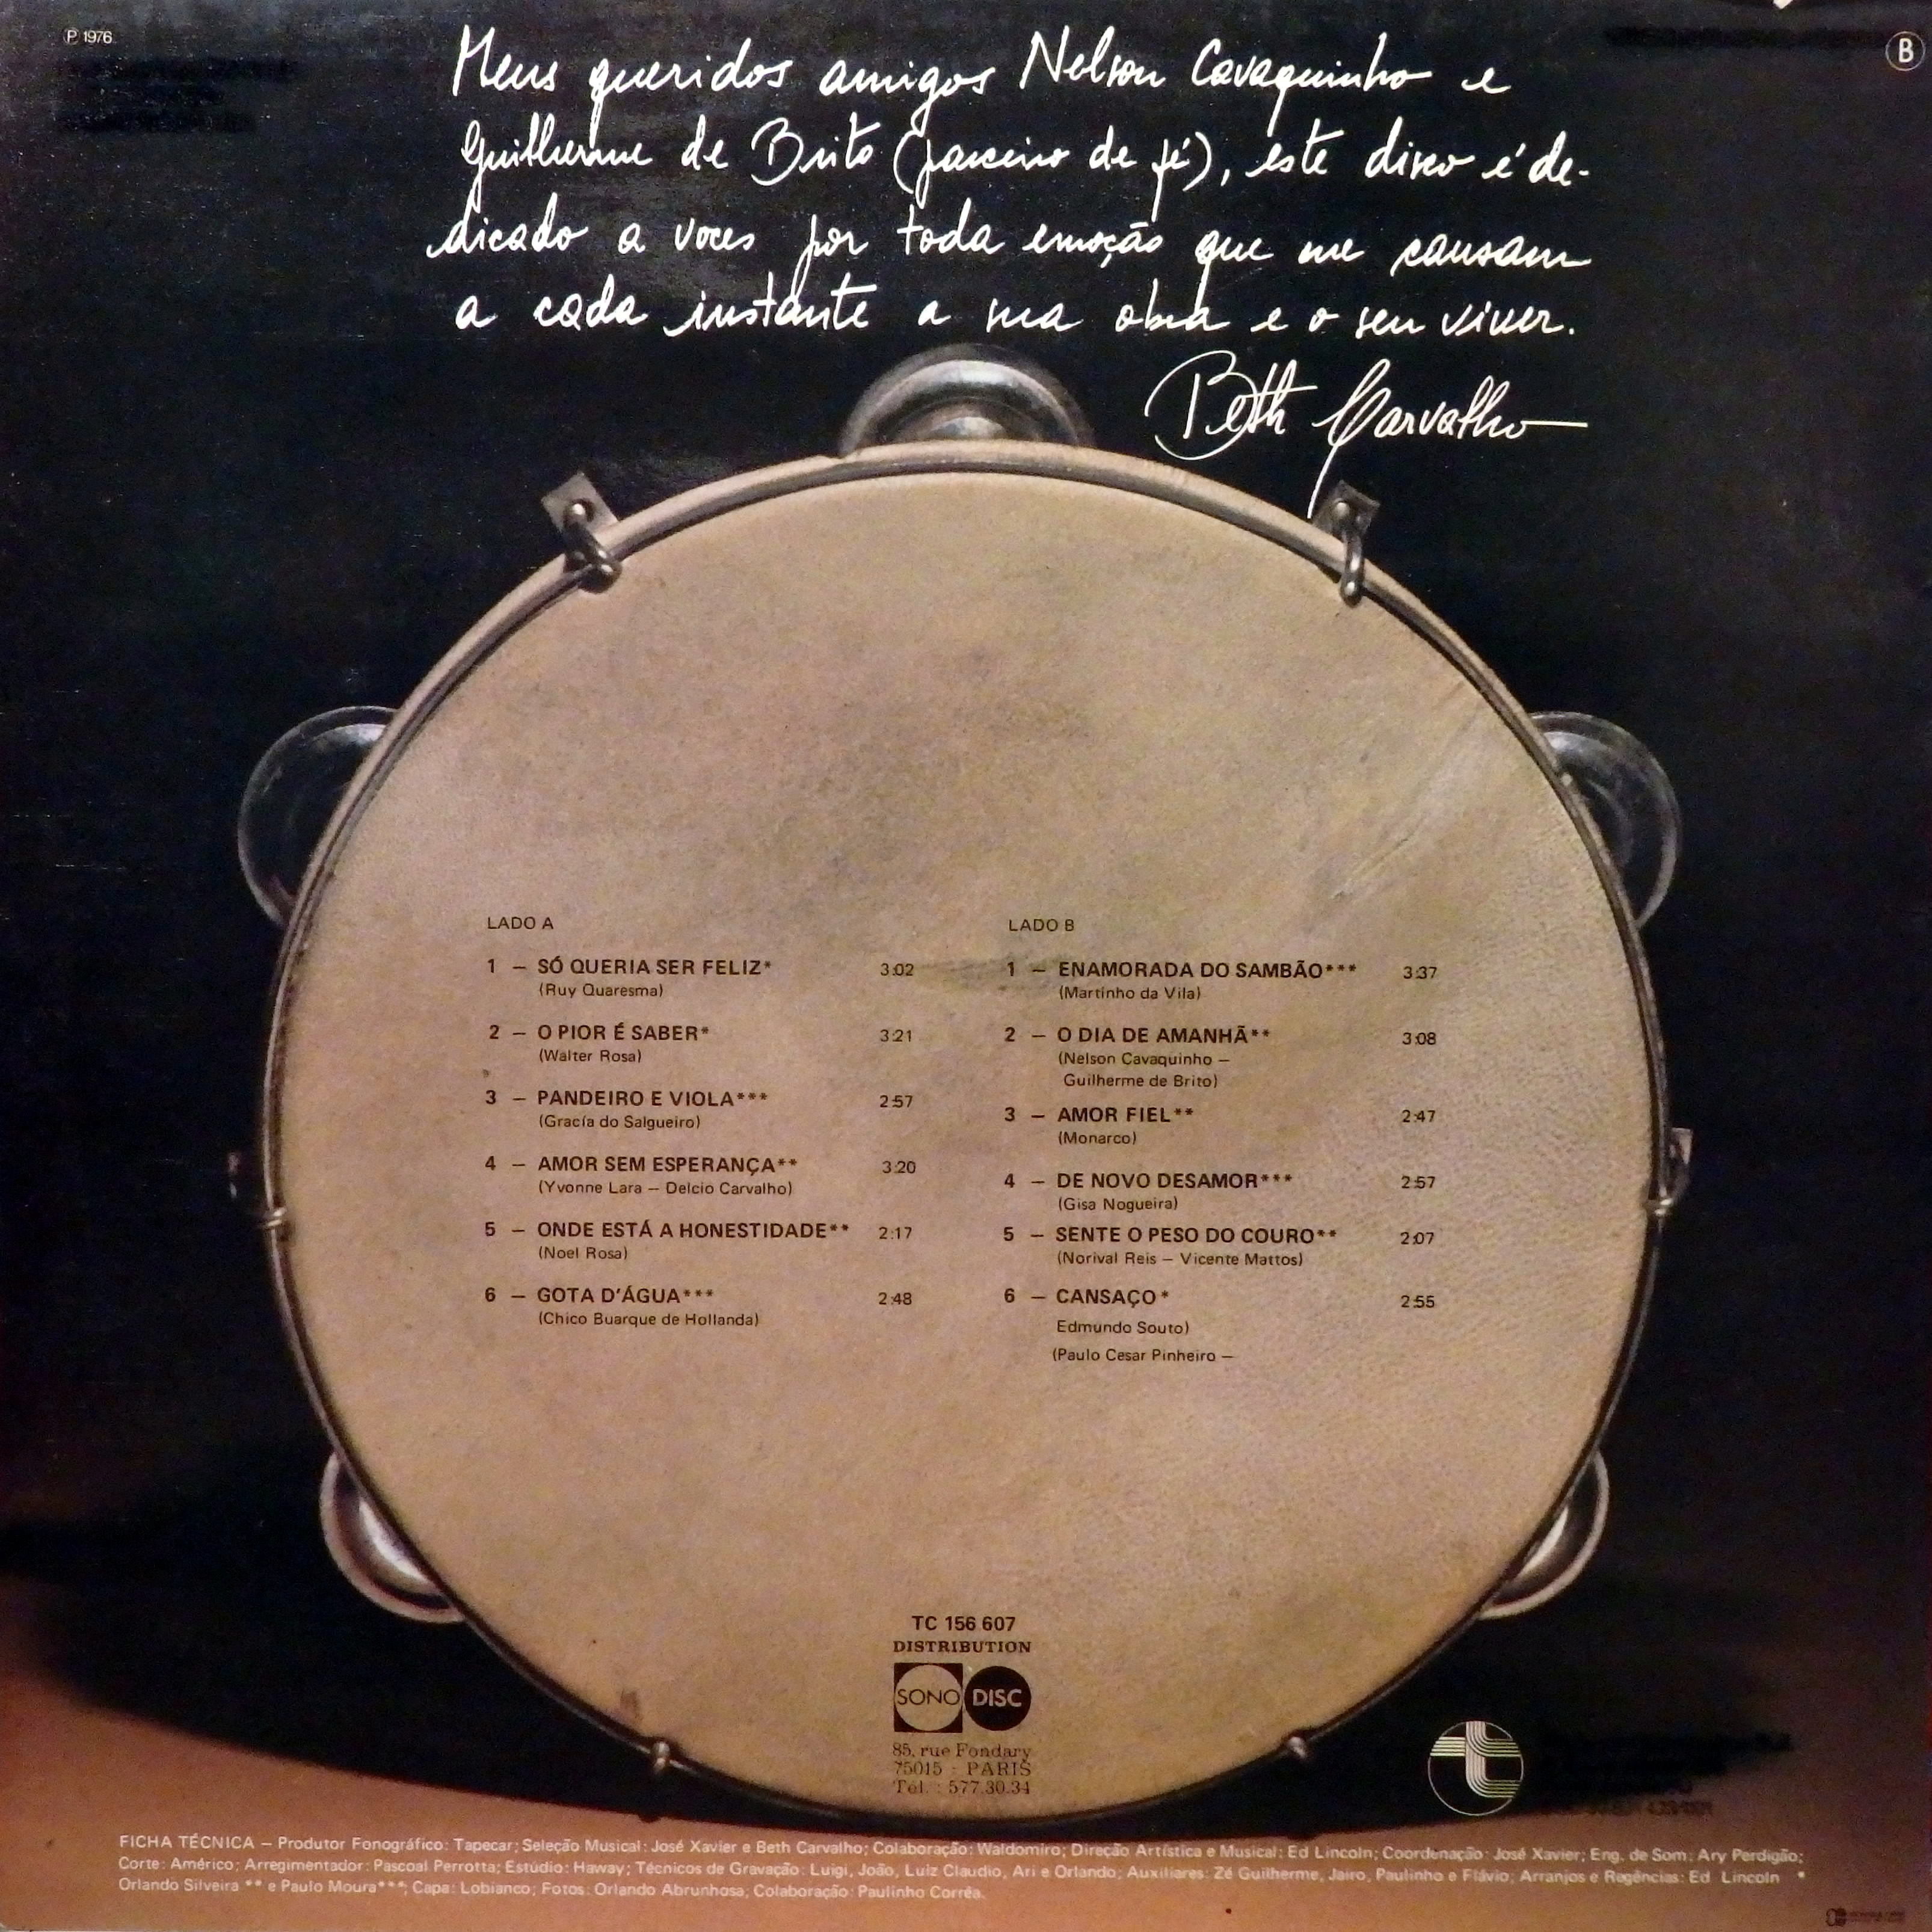 ℗ 1976
B
Meus queridos amigos Nelson Cavaquinho e
Guilherme de Brito (parceiro de fé), este disco é de-
dicado a voces por toda emoção que me causam
a cada instante a sua obra e o seu viver.
Beth Carvalho
LADO A
1 – SÓ QUERIA SER FELIZ* 3:02
(Ruy Quaresma)
2 – O PIOR É SABER* 3:21
(Walter Rosa)
3 – PANDEIRO E VIOLA*** 2:57
(Gracía do Salgueiro)
4 – AMOR SEM ESPERANÇA** 3:20
(Yvonne Lara – Delcio Carvalho)
5 – ONDE ESTÁ A HONESTIDADE** 2:17
(Noel Rosa)
6 – GOTA D'ÁGUA*** 2:48
(Chico Buarque de Hollanda)
LADO B
1 – ENAMORADA DO SAMBÃO*** 3:37
(Martinho da Vila)
2 – O DIA DE AMANHÃ** 3:08
(Nelson Cavaquinho –
Guilherme de Brito)
3 – AMOR FIEL** 2:47
(Monarco)
4 – DE NOVO DESAMOR*** 2:57
(Gisa Nogueira)
5 – SENTE O PESO DO COURO** 2:07
(Norival Reis – Vicente Mattos)
6 – CANSAÇO* 2:55
Edmundo Souto)
(Paulo Cesar Pinheiro –
TC 156 607
DISTRIBUTION
SONO DISC
85, rue Fondary
75015 - PARIS
Tél. : 577.30.34
FICHA TÉCNICA – Produtor Fonográfico: Tapecar; Seleção Musical: José Xavier e Beth Carvalho; Colaboração: Waldomiro; Direção Artística e Musical: Ed Lincoln; Coordenação: José Xavier; Eng. de Som: Ary Perdigão;
Corte: Américo; Arregimentador: Pascoal Perrotta; Estúdio: Haway; Técnicos de Gravação: Luigi, João, Luiz Claudio, Ari e Orlando; Auxiliares: Zé Guilherme, Jairo, Paulinho e Flávio; Arranjos e Regências: Ed Lincoln *
Orlando Silveira ** e Paulo Moura***; Capa: Lobianco; Fotos: Orlando Abrunhosa; Colaboração: Paulinho Corrêa.